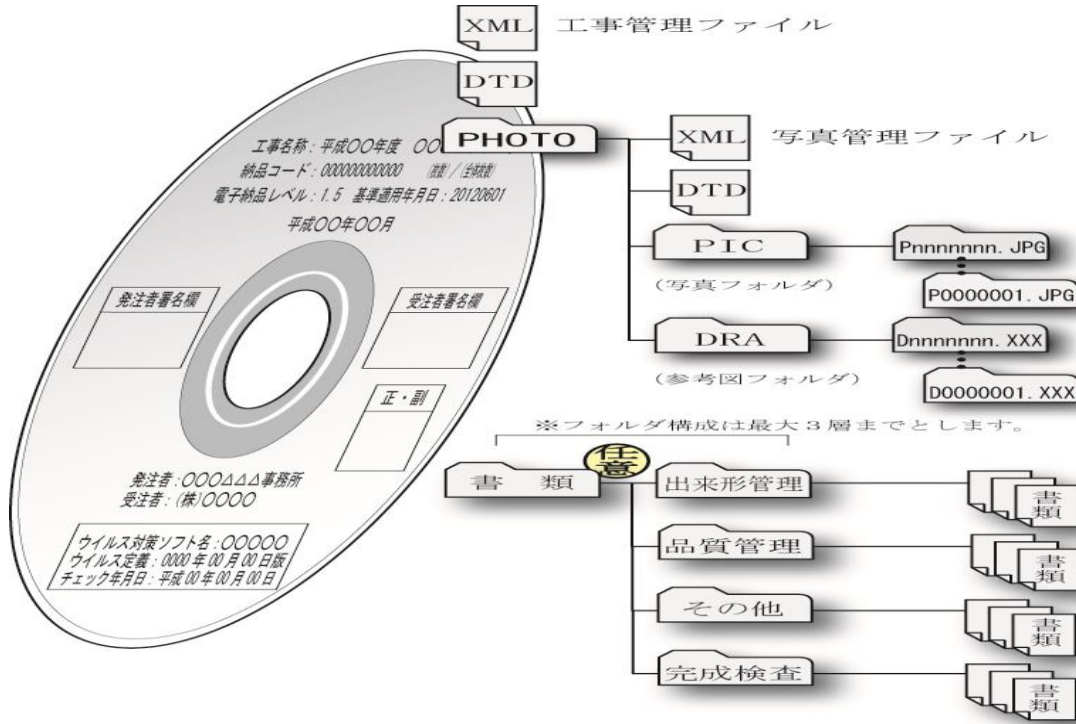 XML 工事管理ファイル
DTD
PHOTO
XML 写真管理ファイル
DTD
PIC
Pnnnnnnn.JPG
(写真フォルダ)
P0000001.JPG
DRA
Dnnnnnnn.XXX
(参考図フォルダ)
D0000001.XXX
※フォルダ構成は最大3層までとします。
任意
書類
出来形管理
書類
品質管理
書類
その他
書類
完成検査
書類
工事名称:平成〇〇年度 〇〇
納品コード:00000000000 (枚数)/(全体枚数)
電子納品レベル:1.5 基準適用年月日:20120601
平成〇〇年〇〇月
発注者署名欄
受注者署名欄
正・副
発注者:〇〇〇△△△事務所
受注者:(株)〇〇〇〇
ウイルス対策ソフト名:〇〇〇〇〇
ウイルス定義:0000年00月00日版
チェック年月日:平成00年00月00日